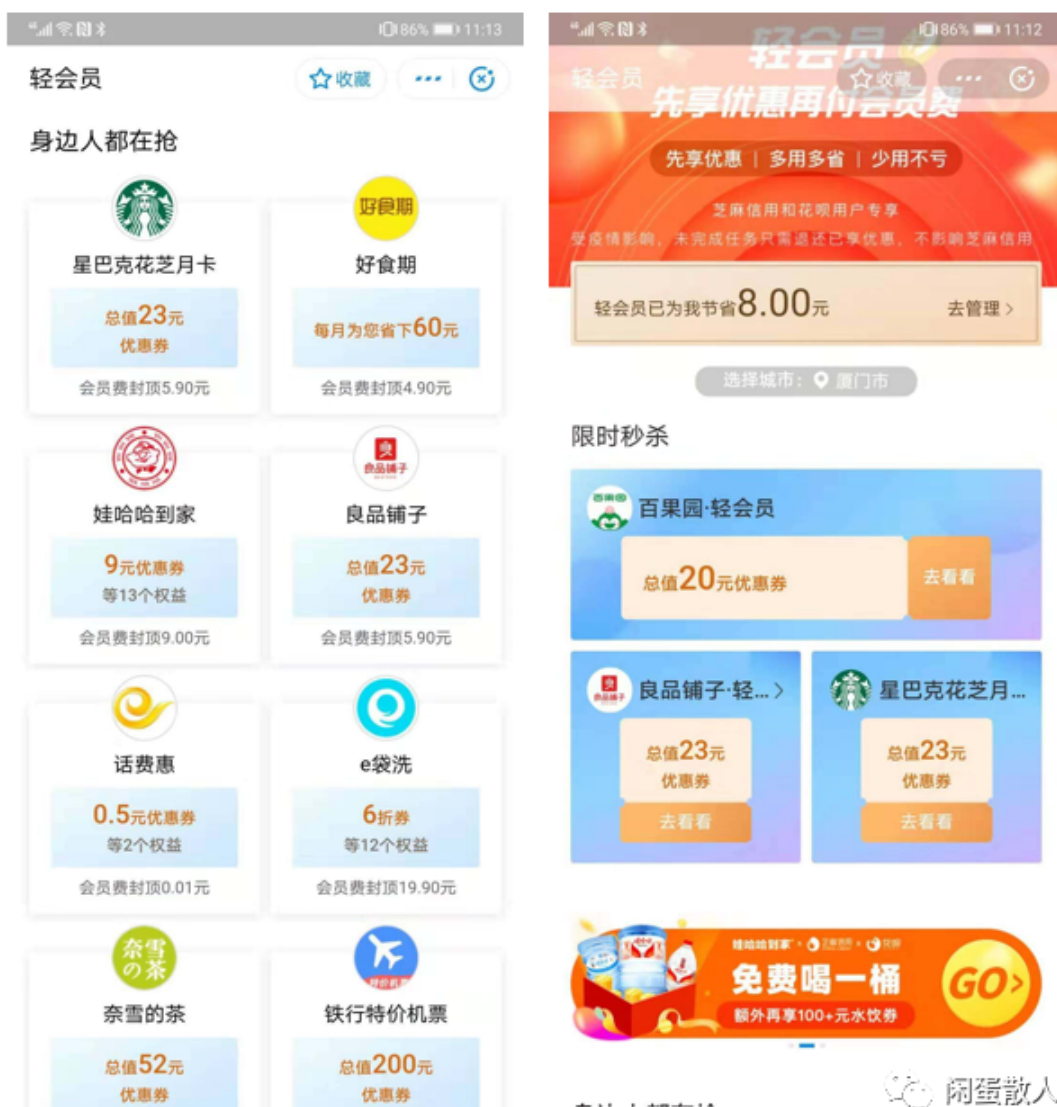 86% 11:13
轻会员
收藏
身边人都在抢
星巴克花芝月卡
总值23元
优惠券
会员费封顶5.90元
好食期
好食期
每月为您省下60元
会员费封顶4.90元
娃哈哈到家
9元优惠券
等13个权益
会员费封顶9.00元
良品铺子
良品铺子
总值23元
优惠券
会员费封顶5.90元
话费惠
0.5元优惠券
等2个权益
会员费封顶0.01元
e袋洗
6折券
等12个权益
会员费封顶19.90元
奈雪
の茶
奈雪的茶
总值52元
优惠券
特价机票
铁行特价机票
总值200元
优惠券
86% 11:12
轻会员
轻会员
收藏
先享优惠再付会员费
先享优惠 | 多用多省 | 少用不亏
芝麻信用和花呗用户专享
受疫情影响，未完成任务只需退还已享优惠，不影响芝麻信用
轻会员已为我节省8.00元
去管理 >
选择城市： 厦门市
限时秒杀
百果园
百果园·轻会员
总值20元优惠券
去看看
良品铺子
良品铺子·轻... >
总值23元
优惠券
去看看
星巴克花芝月...
总值23元
优惠券
去看看
娃哈哈到家
免费喝一桶
额外再享100+元水饮券
GO>
身边人都在抢
闲蛋散人